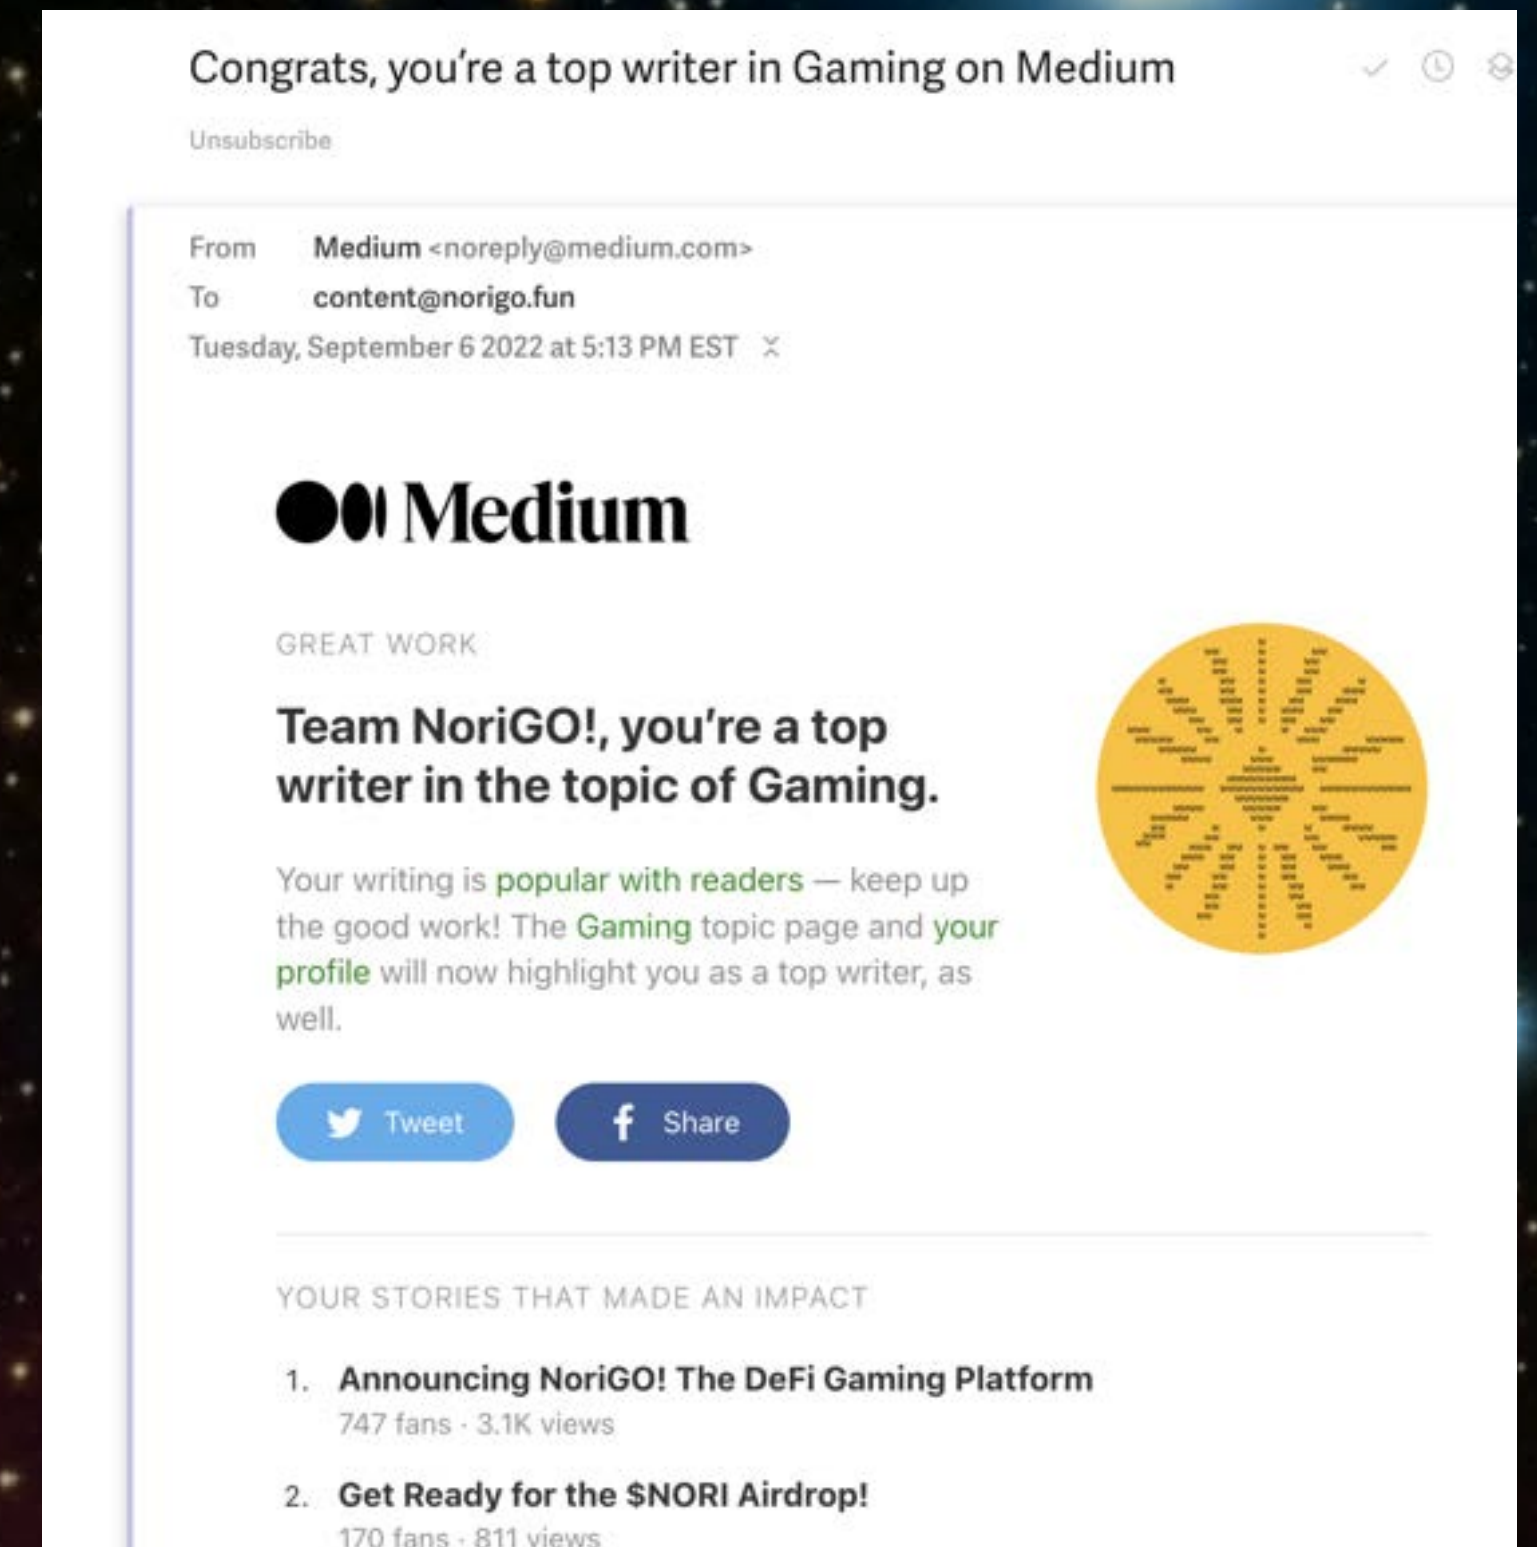 Congrats, you're a top writer in Gaming on Medium
Unsubscribe
From Medium <noreply@medium.com>
To content@norigo.fun
Tuesday, September 6 2022 at 5:13 PM EST
Medium
GREAT WORK
Team NoriGO!, you're a top
writer in the topic of Gaming.
Your writing is popular with readers — keep up
the good work! The Gaming topic page and your
profile will now highlight you as a top writer, as
well.
Tweet
Share
YOUR STORIES THAT MADE AN IMPACT
1. Announcing NoriGO! The DeFi Gaming Platform
747 fans · 3.1K views
2. Get Ready for the $NORI Airdrop!
170 fans · 811 views